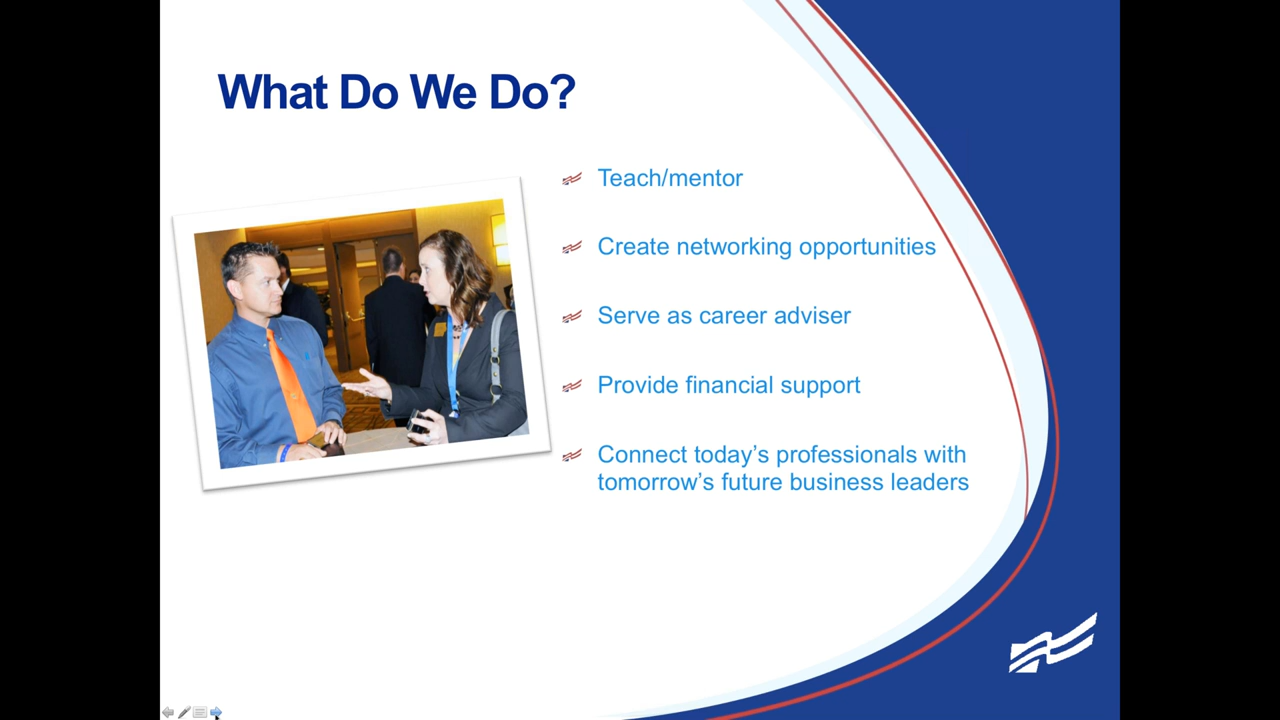 What Do We Do?
Teach/mentor
Create networking opportunities
Serve as career adviser
Provide financial support
Connect today’s professionals with
tomorrow’s future business leaders